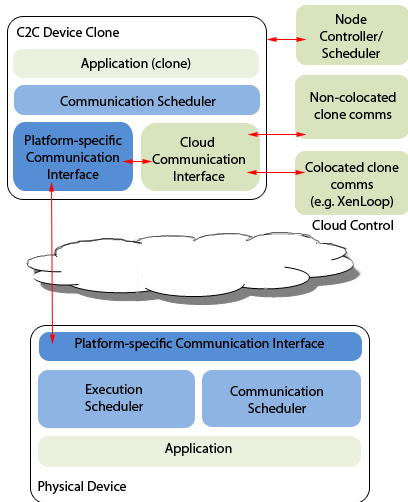 C2C Device Clone
Application (clone)
Communication Scheduler
Platform-specific
Communication
Interface
Cloud
Communication
Interface
Node
Controller/
Scheduler
Non-colocated
clone comms
Colocated clone
comms
(e.g. XenLoop)
Cloud Control
Platform-specific Communication Interface
Execution
Scheduler
Communication
Scheduler
Application
Physical Device